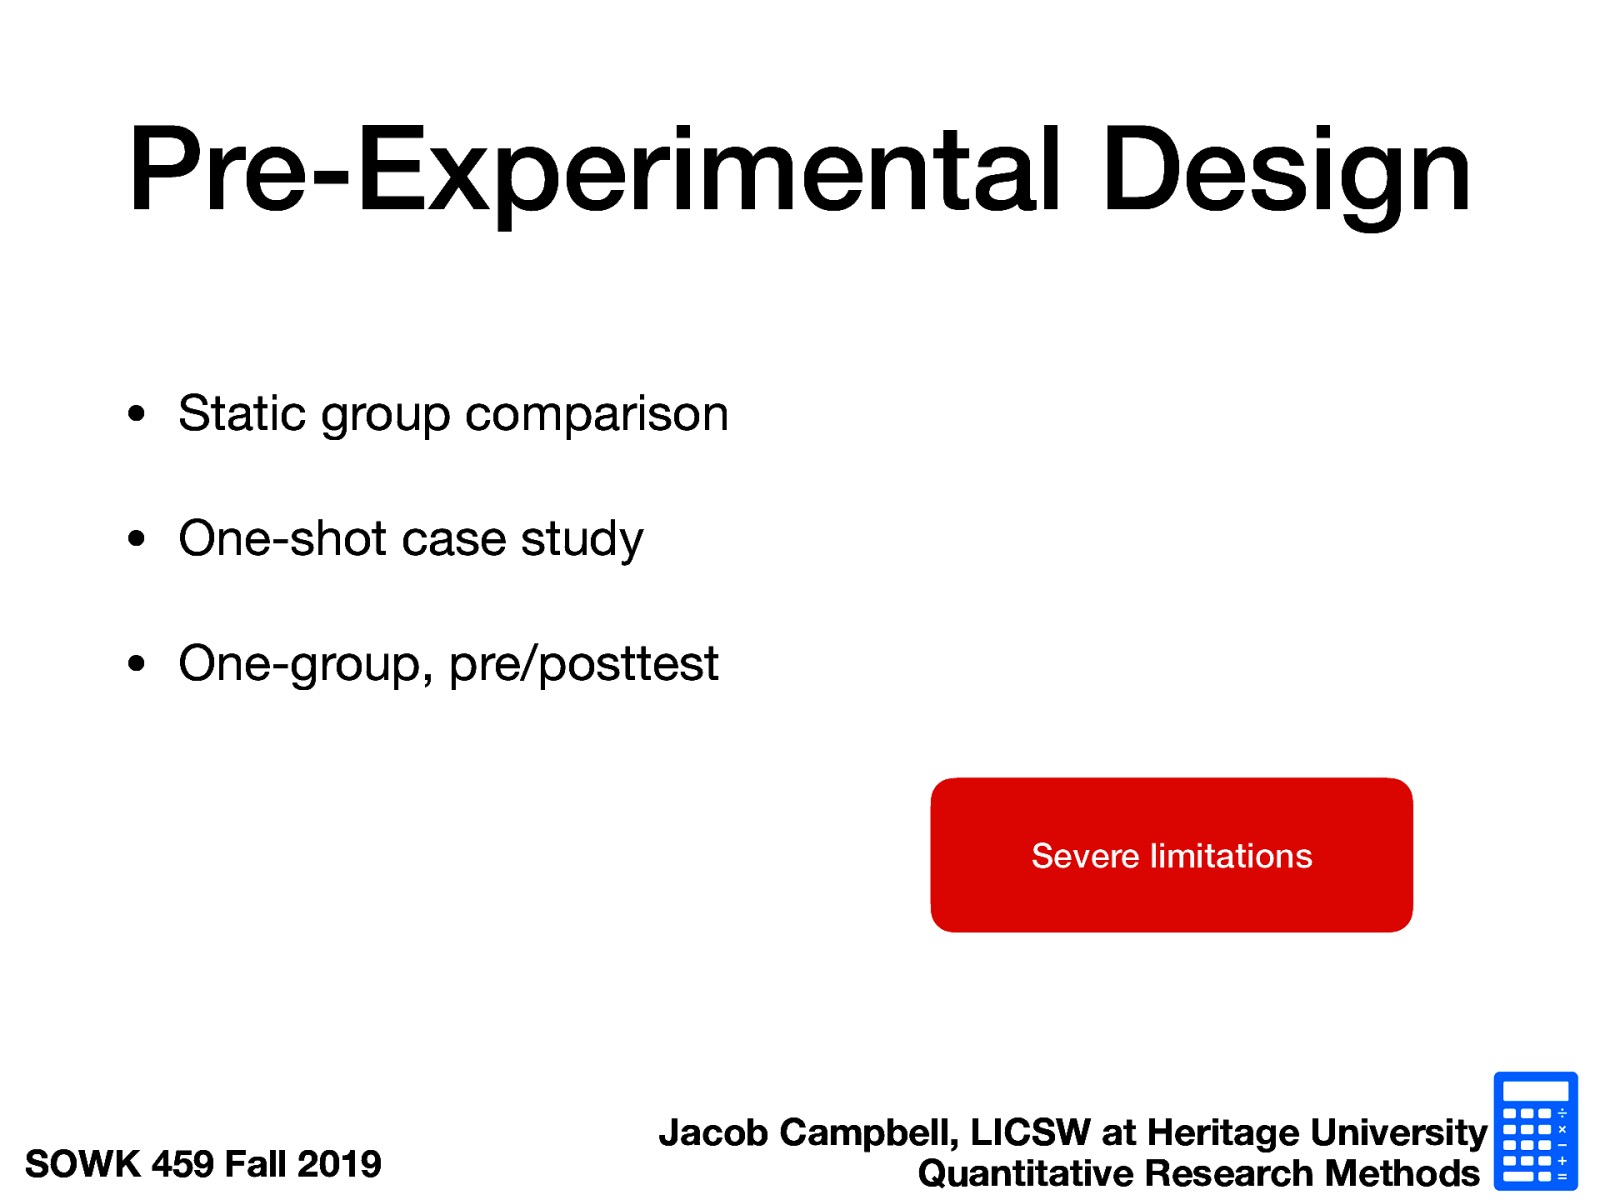 Pre-Experimental Design
• Static group comparison
• One-shot case study
• One-group, pre/posttest
Severe limitations
SOWK 459 Fall 2019
Jacob Campbell, LICSW at Heritage University
Quantitative Research Methods
÷
×
−
+
=